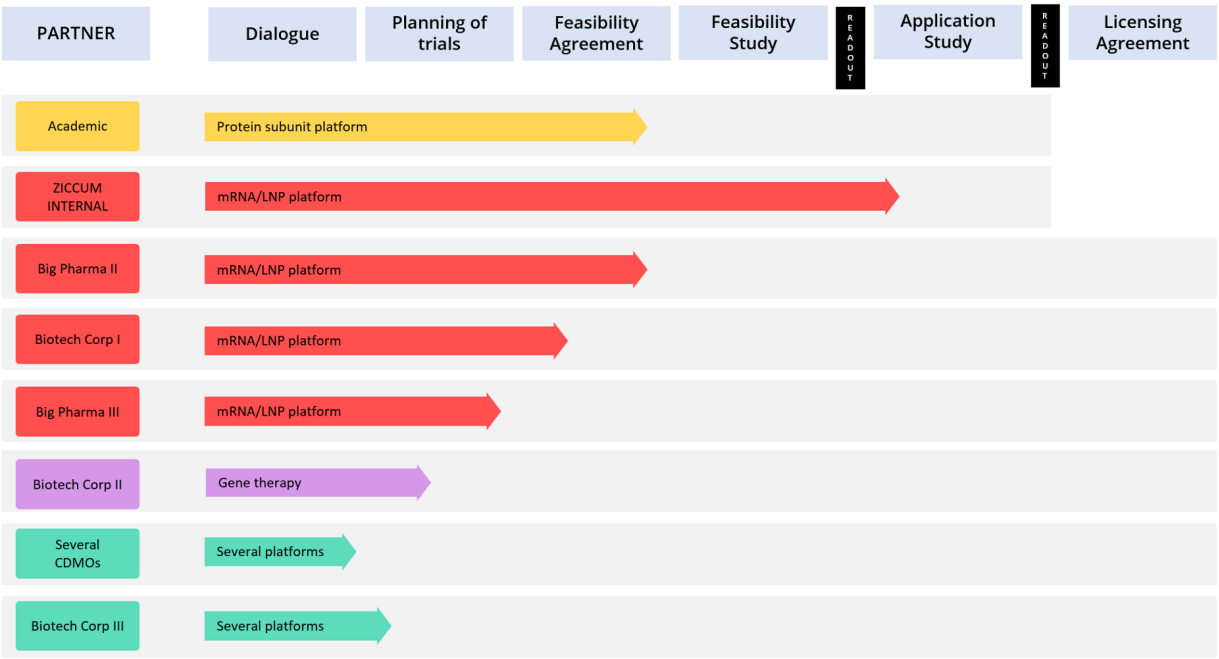 PARTNER
Dialogue
Planning of
trials
Feasibility
Agreement
Feasibility
Study
READOUT
Application
Study
READOUT
Licensing
Agreement
Academic
Protein subunit platform
ZICCUM
INTERNAL
mRNA/LNP platform
Big Pharma II
mRNA/LNP platform
Biotech Corp I
mRNA/LNP platform
Big Pharma III
mRNA/LNP platform
Biotech Corp II
Gene therapy
Several
CDMOs
Several platforms
Biotech Corp III
Several platforms